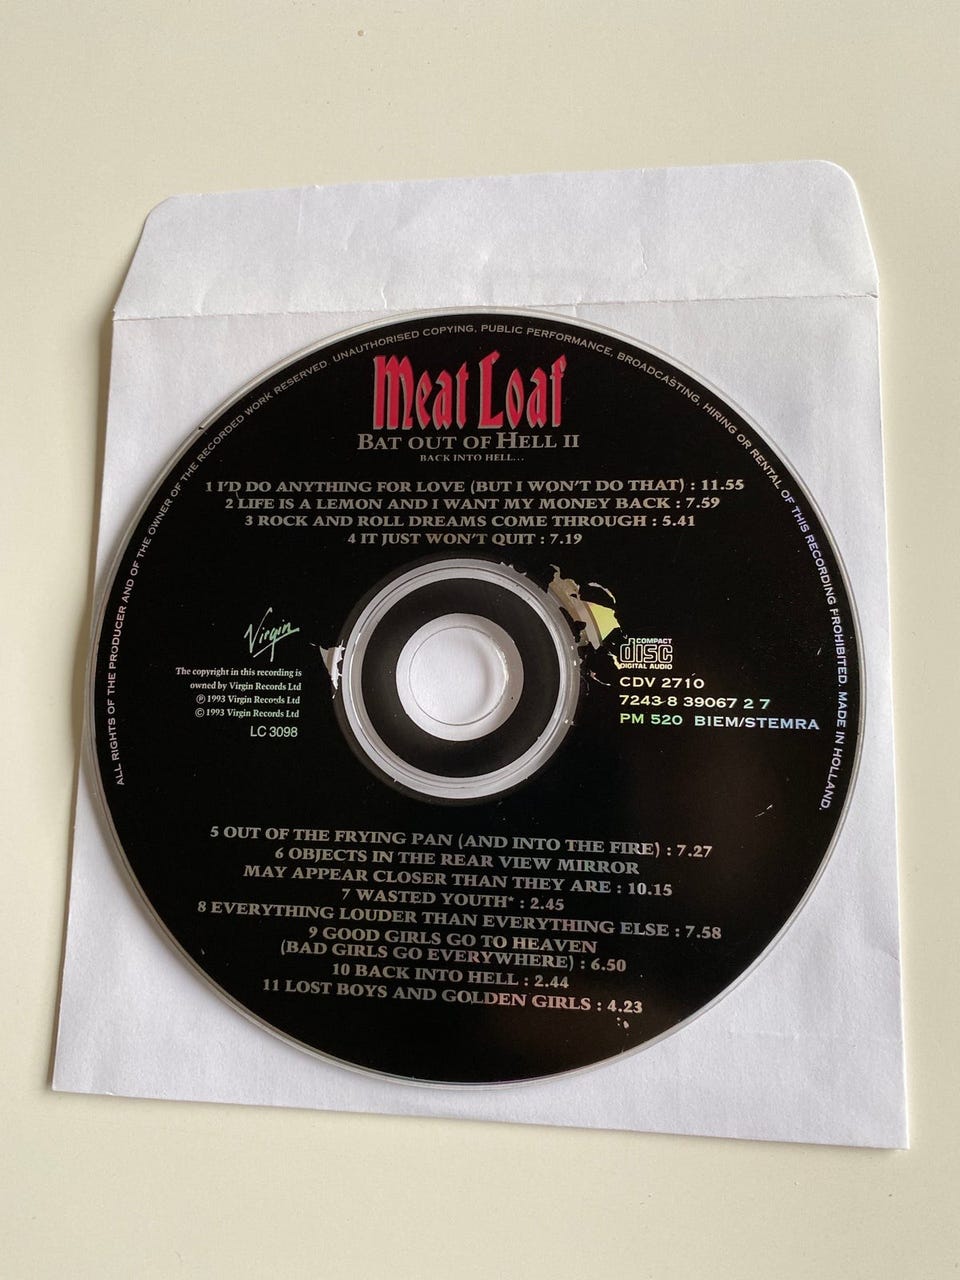 ALL RIGHTS OF THE PRODUCER AND OF THE OWNER OF THE RECORDED WORK RESERVED. UNAUTHORISED COPYING, PUBLIC PERFORMANCE, BROADCASTING, HIRING OR RENTAL OF THIS RECORDING PROHIBITED. MADE IN HOLLAND.
Meat Loaf
BAT OUT OF HELL II
BACK INTO HELL...
1 I'D DO ANYTHING FOR LOVE (BUT I WON'T DO THAT) : 11.55
2 LIFE IS A LEMON AND I WANT MY MONEY BACK : 7.59
3 ROCK AND ROLL DREAMS COME THROUGH : 5.41
4 IT JUST WON'T QUIT : 7.19
Virgin
The copyright in this recording is
owned by Virgin Records Ltd
℗ 1993 Virgin Records Ltd
© 1993 Virgin Records Ltd
LC 3098
COMPACT
disc
DIGITAL AUDIO
CDV 2710
7243-8 39067 2 7
PM 520 BIEM/STEMRA
5 OUT OF THE FRYING PAN (AND INTO THE FIRE) : 7.27
6 OBJECTS IN THE REAR VIEW MIRROR
MAY APPEAR CLOSER THAN THEY ARE : 10.15
7 WASTED YOUTH* : 2.45
8 EVERYTHING LOUDER THAN EVERYTHING ELSE : 7.58
9 GOOD GIRLS GO TO HEAVEN
(BAD GIRLS GO EVERYWHERE) : 6.50
10 BACK INTO HELL : 2.44
11 LOST BOYS AND GOLDEN GIRLS : 4.23